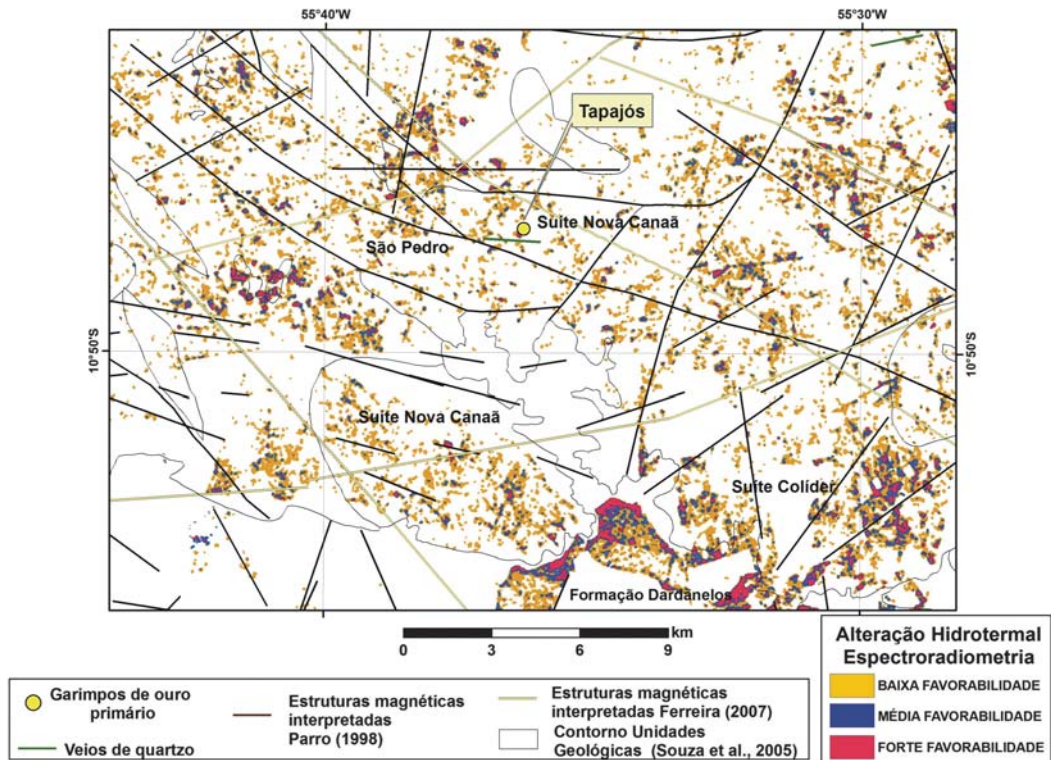 55°40'W
55°30'W
Tapajós
Suite Nova Canaã
São Pedro
10°50'S
10°50'S
Suite Nova Canaã
Suite Colíder
Formação Dardanelos
km
0 3 6 9
Garimpos de ouro
primário
Veios de quartzo
Estruturas magnéticas
interpretadas
Parro (1998)
Estruturas magnéticas
interpretadas Ferreira (2007)
Contorno Unidades
Geológicas (Souza et al., 2005)
Alteração Hidrotermal
Espectroradiometria
BAIXA FAVORABILIDADE
MÉDIA FAVORABILIDADE
FORTE FAVORABILIDADE